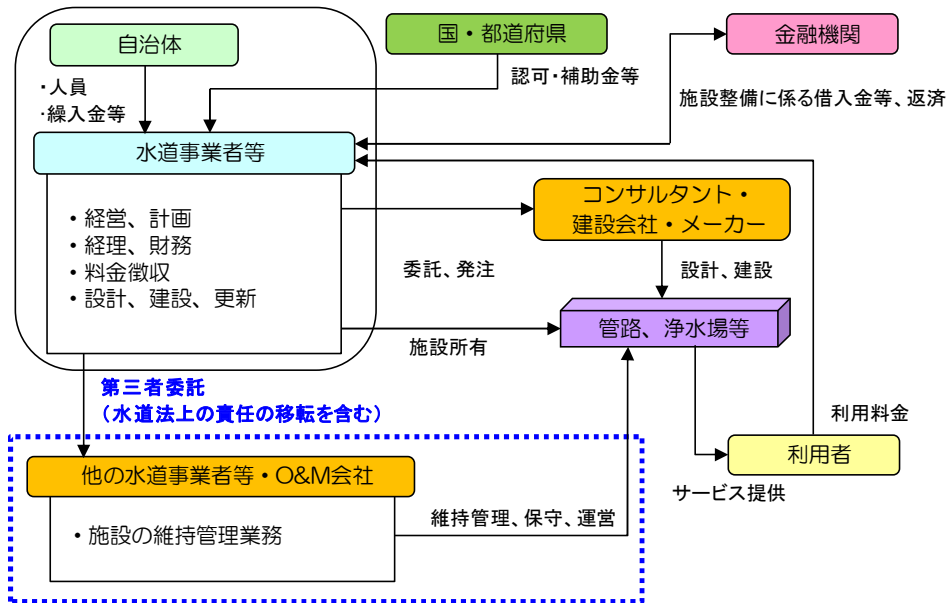 自治体
国・都道府県
金融機関
・人員
・繰入金等
認可・補助金等
施設整備に係る借入金等、返済
水道事業者等
・経営、計画
・経理、財務
・料金徴収
・設計、建設、更新
コンサルタント・
建設会社・メーカー
委託、発注
設計、建設
管路、浄水場等
施設所有
第三者委託
（水道法上の責任の移転を含む）
利用料金
利用者
サービス提供
他の水道事業者等・O&M会社
・施設の維持管理業務
維持管理、保守、運営